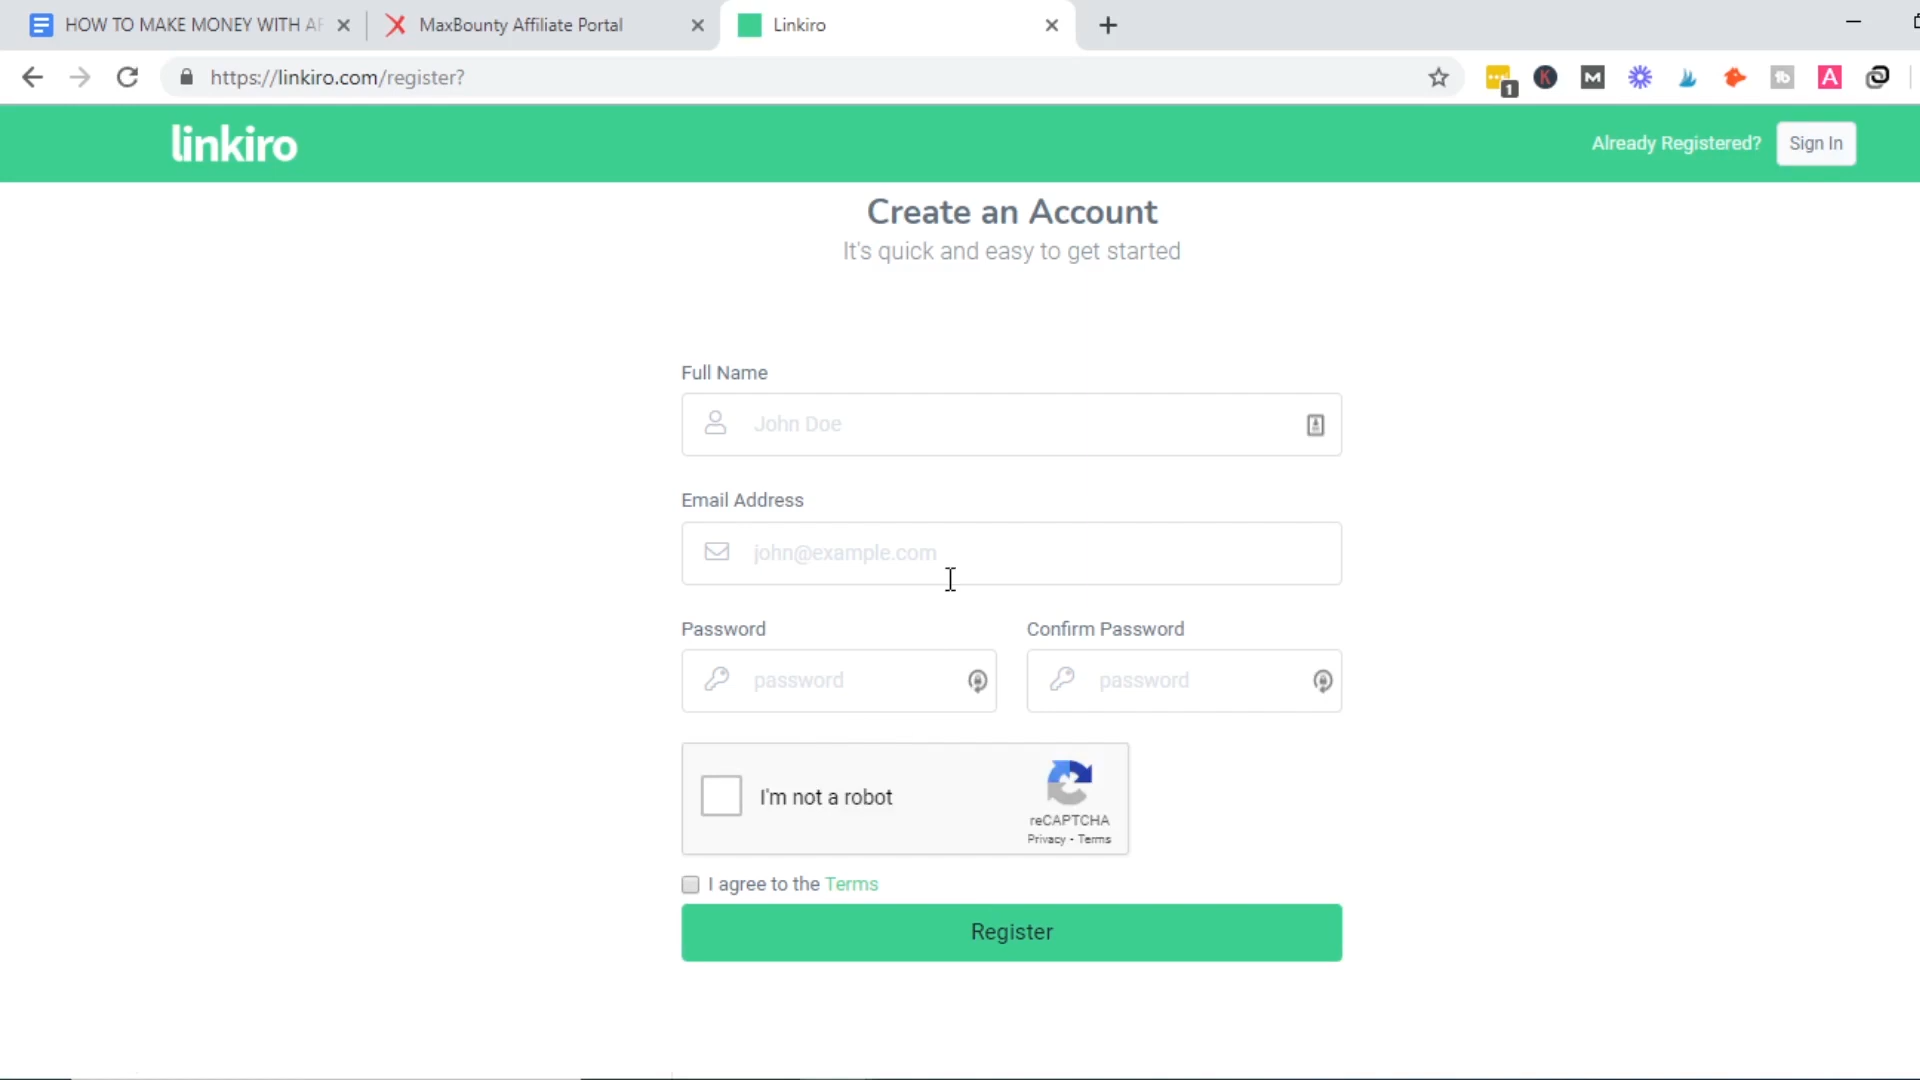 HOW TO MAKE MONEY WITH AF
MaxBounty Affiliate Portal
Linkiro
https://linkiro.com/register?
1
K
M
tb
A
linkiro
Already Registered?
Sign In
Create an Account
It's quick and easy to get started
Full Name
John Doe
Email Address
john@example.com
Password
Confirm Password
password
password
I'm not a robot
reCAPTCHA
Privacy - Terms
I agree to the Terms
Register